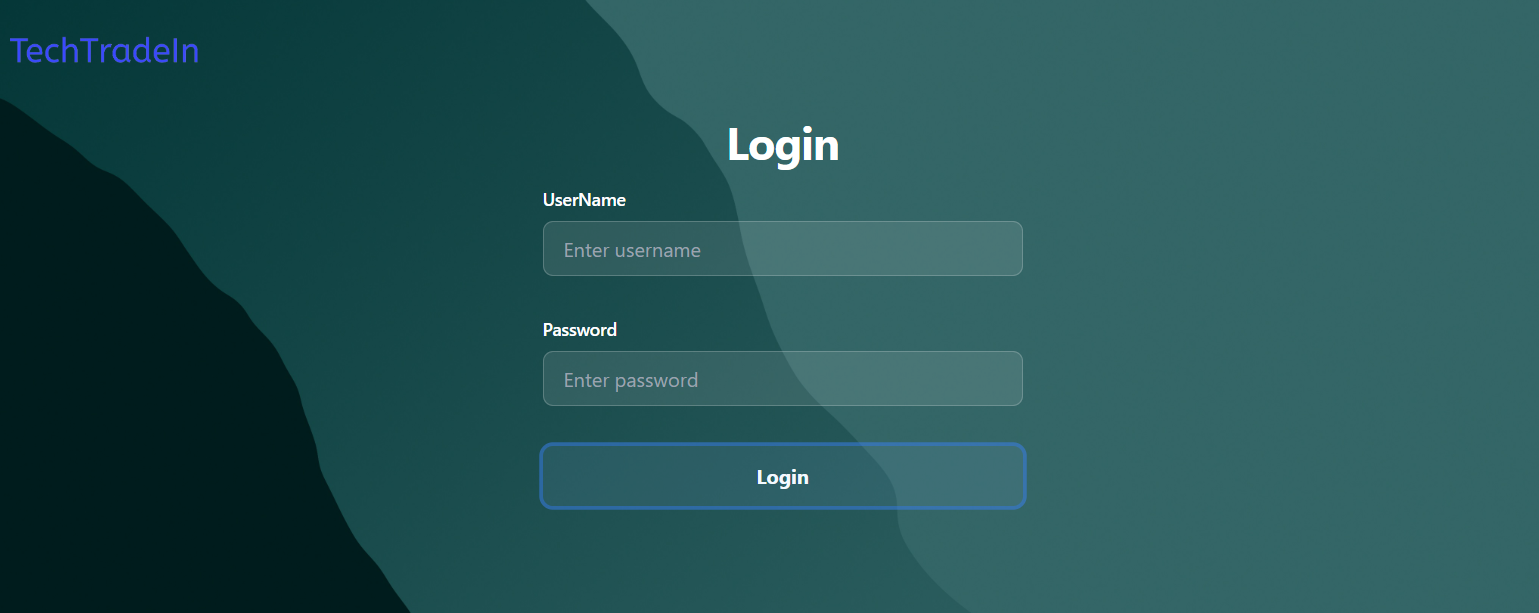 TechTradeIn
Login
UserName
Enter username
Password
Enter password
Login